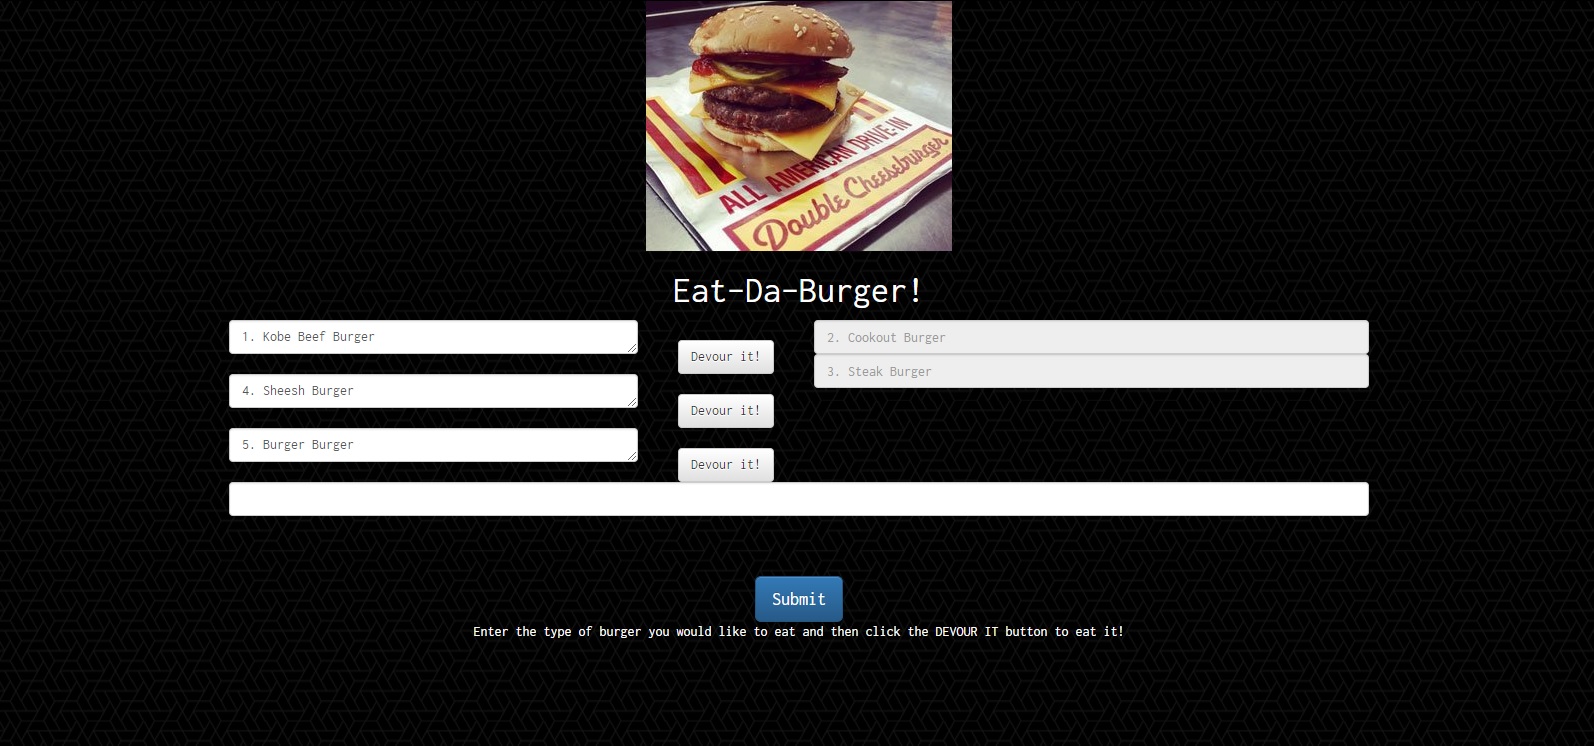 ALL AMERICAN DRIVE-IN
Double Cheeseburger
Eat-Da-Burger!
1. Kobe Beef Burger
Devour it!
2. Cookout Burger
3. Steak Burger
4. Sheesh Burger
Devour it!
5. Burger Burger
Devour it!
Submit
Enter the type of burger you would like to eat and then click the DEVOUR IT button to eat it!